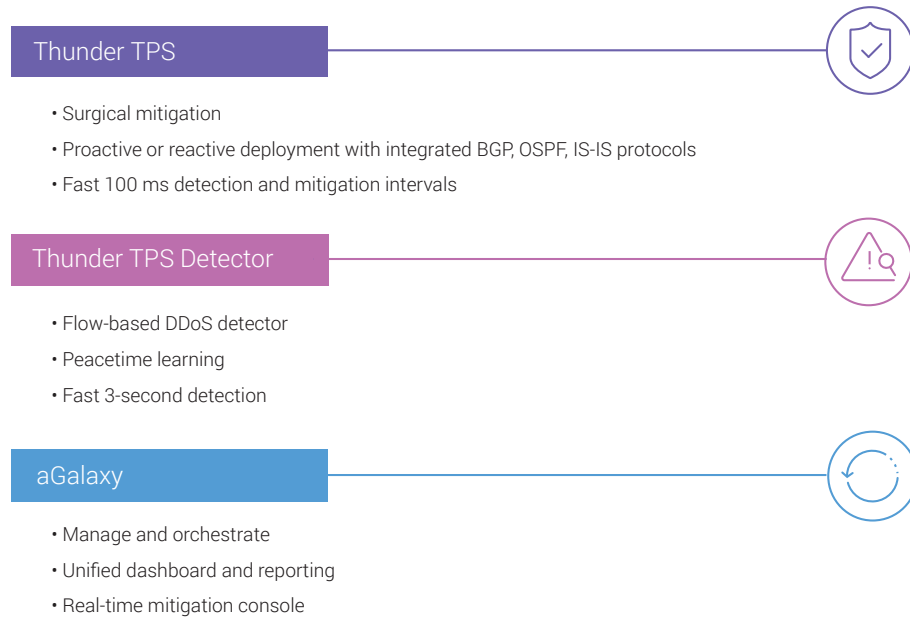 Thunder TPS
• Surgical mitigation
• Proactive or reactive deployment with integrated BGP, OSPF, IS-IS protocols
• Fast 100 ms detection and mitigation intervals
Thunder TPS Detector
• Flow-based DDoS detector
• Peacetime learning
• Fast 3-second detection
aGalaxy
• Manage and orchestrate
• Unified dashboard and reporting
• Real-time mitigation console